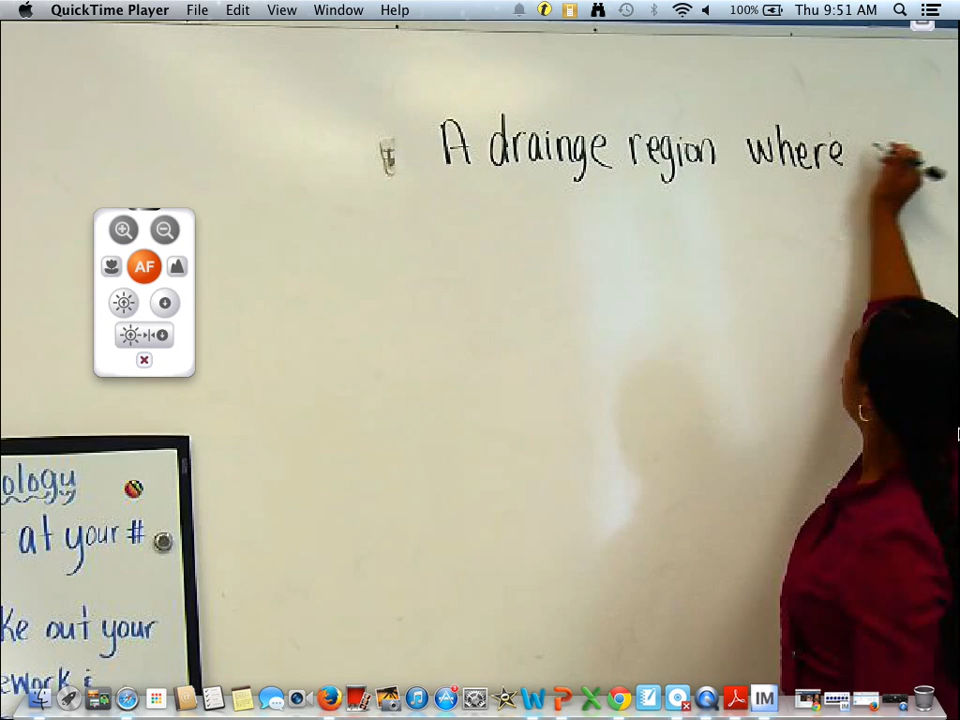 QuickTime Player File Edit View Window Help 100% Thu 9:51 AM
A drainge region where
AF
ology
at your #
ke out your
ework &
W P X IM